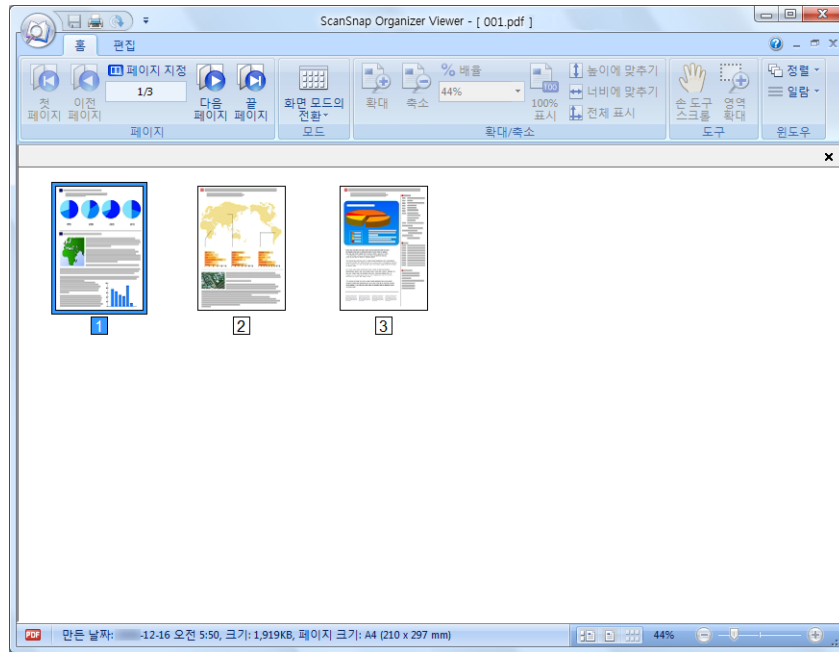 ScanSnap Organizer Viewer - [ 001.pdf ]
홈 편집
첫 페이지
이전 페이지
페이지 지정
1/3
다음 페이지
끝 페이지
페이지
화면 모드의 전환
모드
확대
축소
% 배율
44%
100% 표시
높이에 맞추기
너비에 맞추기
전체 표시
확대/축소
손 도구 스크롤
영역 확대
도구
정렬
일람
윈도우
1
2
3
PDF
만든 날짜: -12-16 오전 5:50, 크기: 1,919KB, 페이지 크기: A4 (210 x 297 mm)
44%